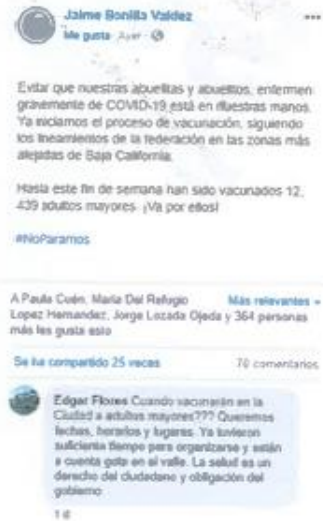 Jaime Bonilla Valdez
Me gusta · Ayer ·
Evitar que nuestras abuelitas y abuelitos, enfermen
gravemente de COVID-19 está en nuestras manos.
Ya iniciamos el proceso de vacunación, siguiendo
los lineamientos de la federación en las zonas más
alejadas de Baja California.
Hasta este fin de semana han sido vacunados 12,
439 adultos mayores. ¡Va por ellos!
#NoParamos
A Paula Cuén, María Del Refugio
Más relevantes
Lopez Hernandez, Jorge Lozada Ojeda y 364 personas
más les gusta esto
Se ha compartido 25 veces
70 comentarios
Edgar Flores Cuando vacunarán en la
Ciudad a adultos mayores??? Queremos
fechas, horarios y lugares. Ya tuvieron
suficiente tiempo para organizarse y están
a cuenta gota en el valle. La salud es un
derecho del ciudadano y obligación del
gobierno